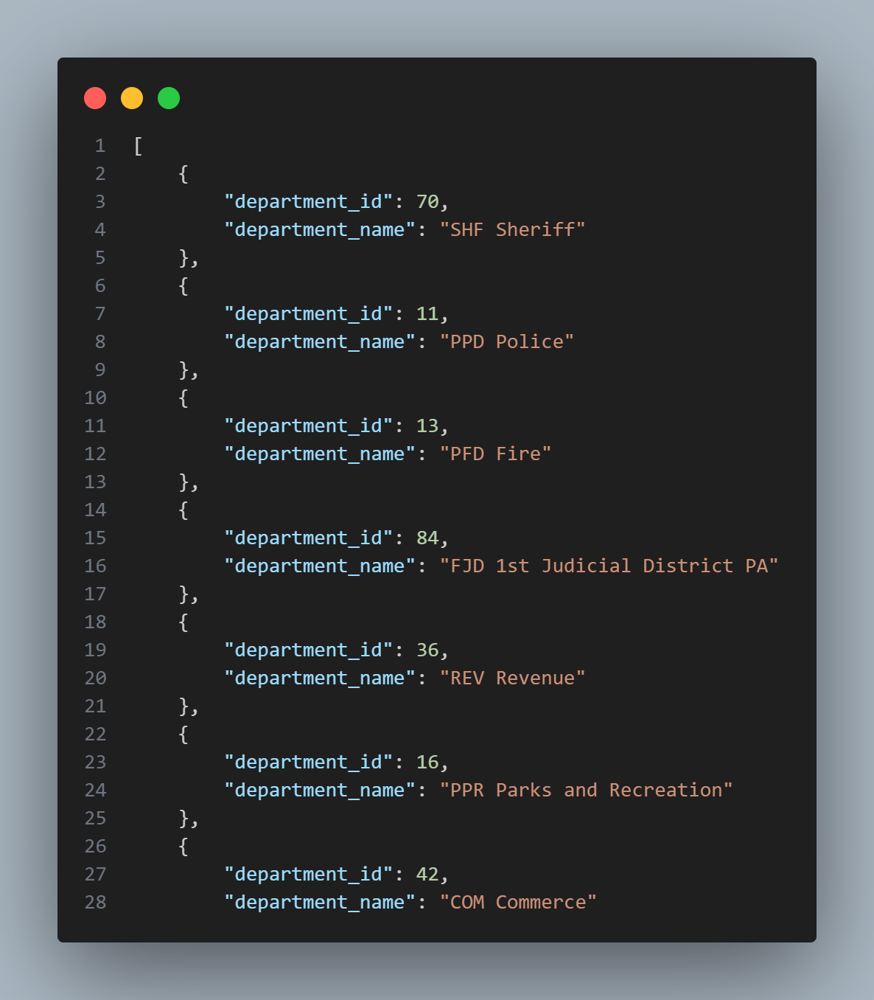 1 [
2     {
3         "department_id": 70,
4         "department_name": "SHF Sheriff"
5     },
6     {
7         "department_id": 11,
8         "department_name": "PPD Police"
9     },
10     {
11         "department_id": 13,
12         "department_name": "PFD Fire"
13     },
14     {
15         "department_id": 84,
16         "department_name": "FJD 1st Judicial District PA"
17     },
18     {
19         "department_id": 36,
20         "department_name": "REV Revenue"
21     },
22     {
23         "department_id": 16,
24         "department_name": "PPR Parks and Recreation"
25     },
26     {
27         "department_id": 42,
28         "department_name": "COM Commerce"